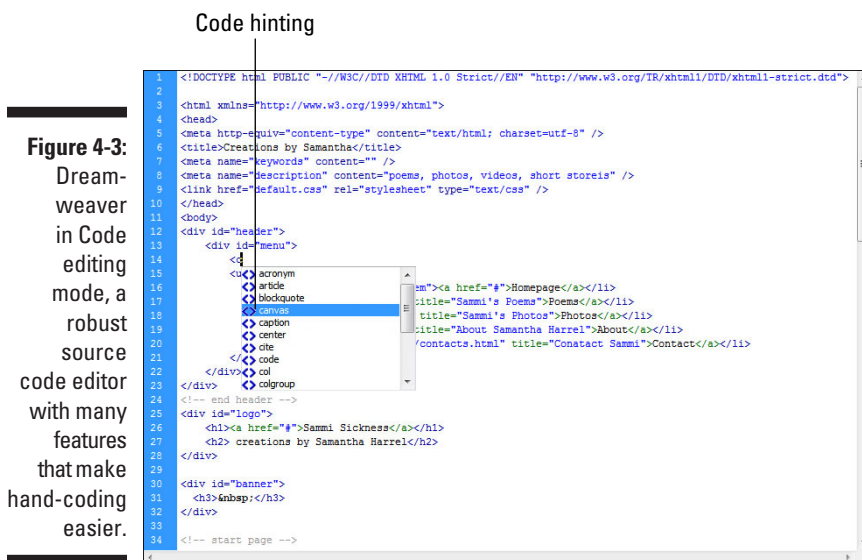 Code hinting
Figure 4-3:
Dream-
weaver
in Code
editing
mode, a
robust
source
code editor
with many
features
that make
hand-coding
easier.
1 <!DOCTYPE html PUBLIC "-//W3C//DTD XHTML 1.0 Strict//EN" "http://www.w3.org/TR/xhtml1/DTD/xhtml1-strict.dtd">
2
3 <html xmlns="http://www.w3.org/1999/xhtml">
4 <head>
5 <meta http-equiv="content-type" content="text/html; charset=utf-8" />
6 <title>Creations by Samantha</title>
7 <meta name="keywords" content="" />
8 <meta name="description" content="poems, photos, videos, short storeis" />
9 <link href="default.css" rel="stylesheet" type="text/css" />
10 </head>
11 <body>
12 <div id="header">
13 <div id="menu">
14 <c
15 <u
acronym
article
blockquote
canvas
caption
center
cite
code
col
colgroup
16 em"><a href="#">Homepage</a></li>
17 title="Sammi's Poems">Poems</a></li>
18 title="Sammi's Photos">Photos</a></li>
19 title="About Samantha Harrel">About</a></li>
20 /contacts.html" title="Conatact Sammi">Contact</a></li>
21 </
22 </div>
23 </div>
24 <!-- end header -->
25 <div id="logo">
26 <h1><a href="#">Sammi Sickness</a></h1>
27 <h2> creations by Samantha Harrel</h2>
28 </div>
29
30 <div id="banner">
31 <h3>&nbsp;</h3>
32 </div>
33
34 <!-- start page -->